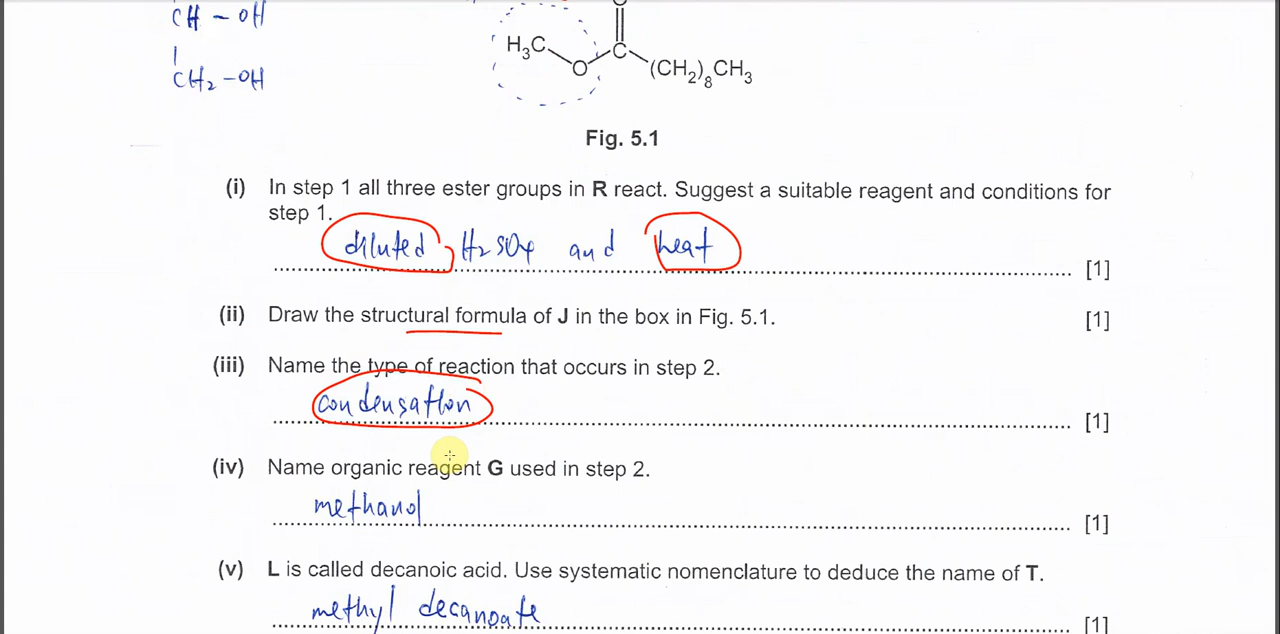 CH - OH
CH2 - OH
H3C
O
C
O
(CH2)8CH3
Fig. 5.1
(i) In step 1 all three ester groups in R react. Suggest a suitable reagent and conditions for
step 1.
diluted H2SO4 and heat
[1]
(ii) Draw the structural formula of J in the box in Fig. 5.1. [1]
(iii) Name the type of reaction that occurs in step 2.
condensation
[1]
(iv) Name organic reagent G used in step 2.
methanol
[1]
(v) L is called decanoic acid. Use systematic nomenclature to deduce the name of T.
methyl decanoate
[1]